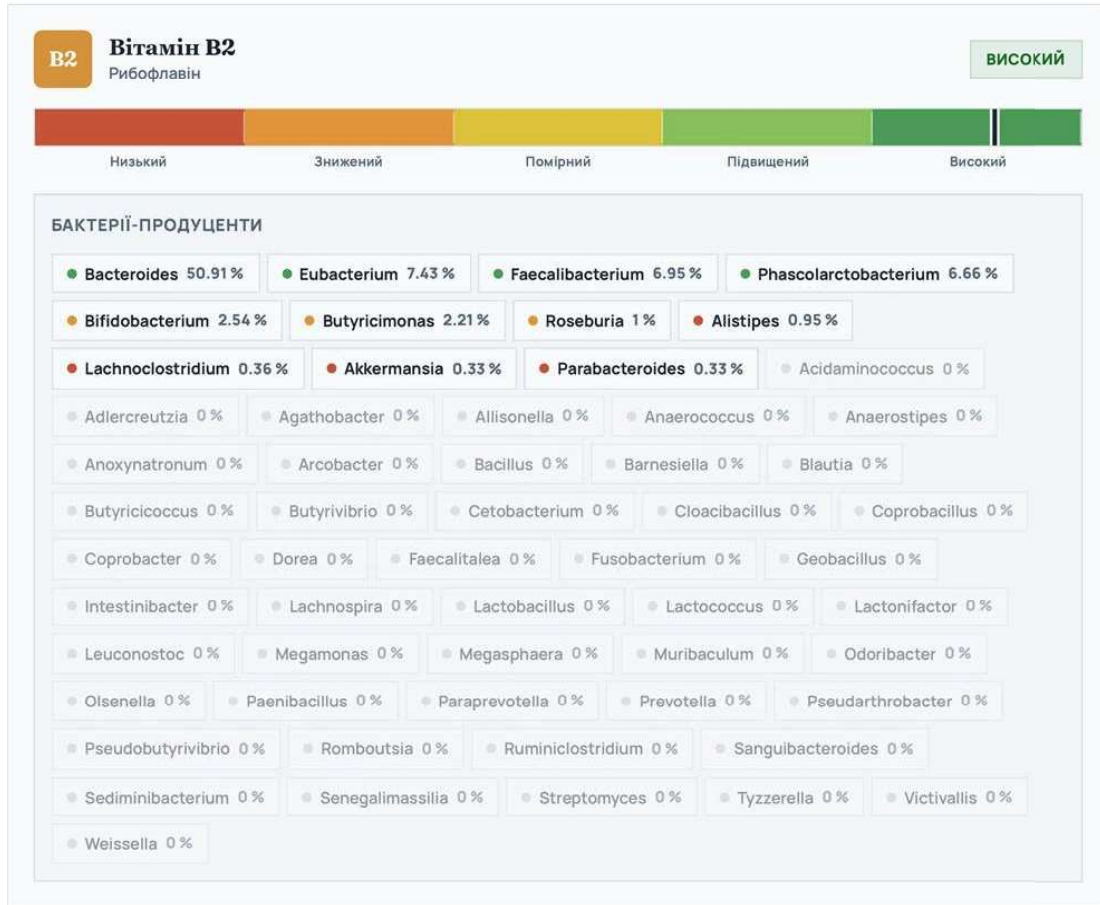 B2
Вітамін B2
Рибофлавін
ВИСОКИЙ
Низький Знижений Помірний Підвищений Високий
БАКТЕРІЇ-ПРОДУЦЕНТИ
Bacteroides 50.91 % Eubacterium 7.43 % Faecalibacterium 6.95 % Phascolarctobacterium 6.66 %
Bifidobacterium 2.54 % Butyricimonas 2.21 % Roseburia 1 % Alistipes 0.95 %
Lachnoclostridium 0.36 % Akkermansia 0.33 % Parabacteroides 0.33 % Acidaminococcus 0 %
Adlercreutzia 0 % Agathobacter 0 % Allisonella 0 % Anaerococcus 0 % Anaerostipes 0 %
Anoxynatronum 0 % Arcobacter 0 % Bacillus 0 % Barnesiella 0 % Blautia 0 %
Butyricicoccus 0 % Butyrivibrio 0 % Cetobacterium 0 % Cloacibacillus 0 % Coprobacillus 0 %
Coprobacter 0 % Dorea 0 % Faecalitalea 0 % Fusobacterium 0 % Geobacillus 0 %
Intestinibacter 0 % Lachnospira 0 % Lactobacillus 0 % Lactococcus 0 % Lactonifactor 0 %
Leuconostoc 0 % Megamonas 0 % Megasphaera 0 % Muribaculum 0 % Odoribacter 0 %
Olsenella 0 % Paenibacillus 0 % Paraprevotella 0 % Prevotella 0 % Pseudarthrobacter 0 %
Pseudobutyrivibrio 0 % Romboutsia 0 % Ruminiclostridium 0 % Sanguibacteroides 0 %
Sediminibacterium 0 % Senegalimassilia 0 % Streptomyces 0 % Tyzzerella 0 % Victivallis 0 %
Weissella 0 %